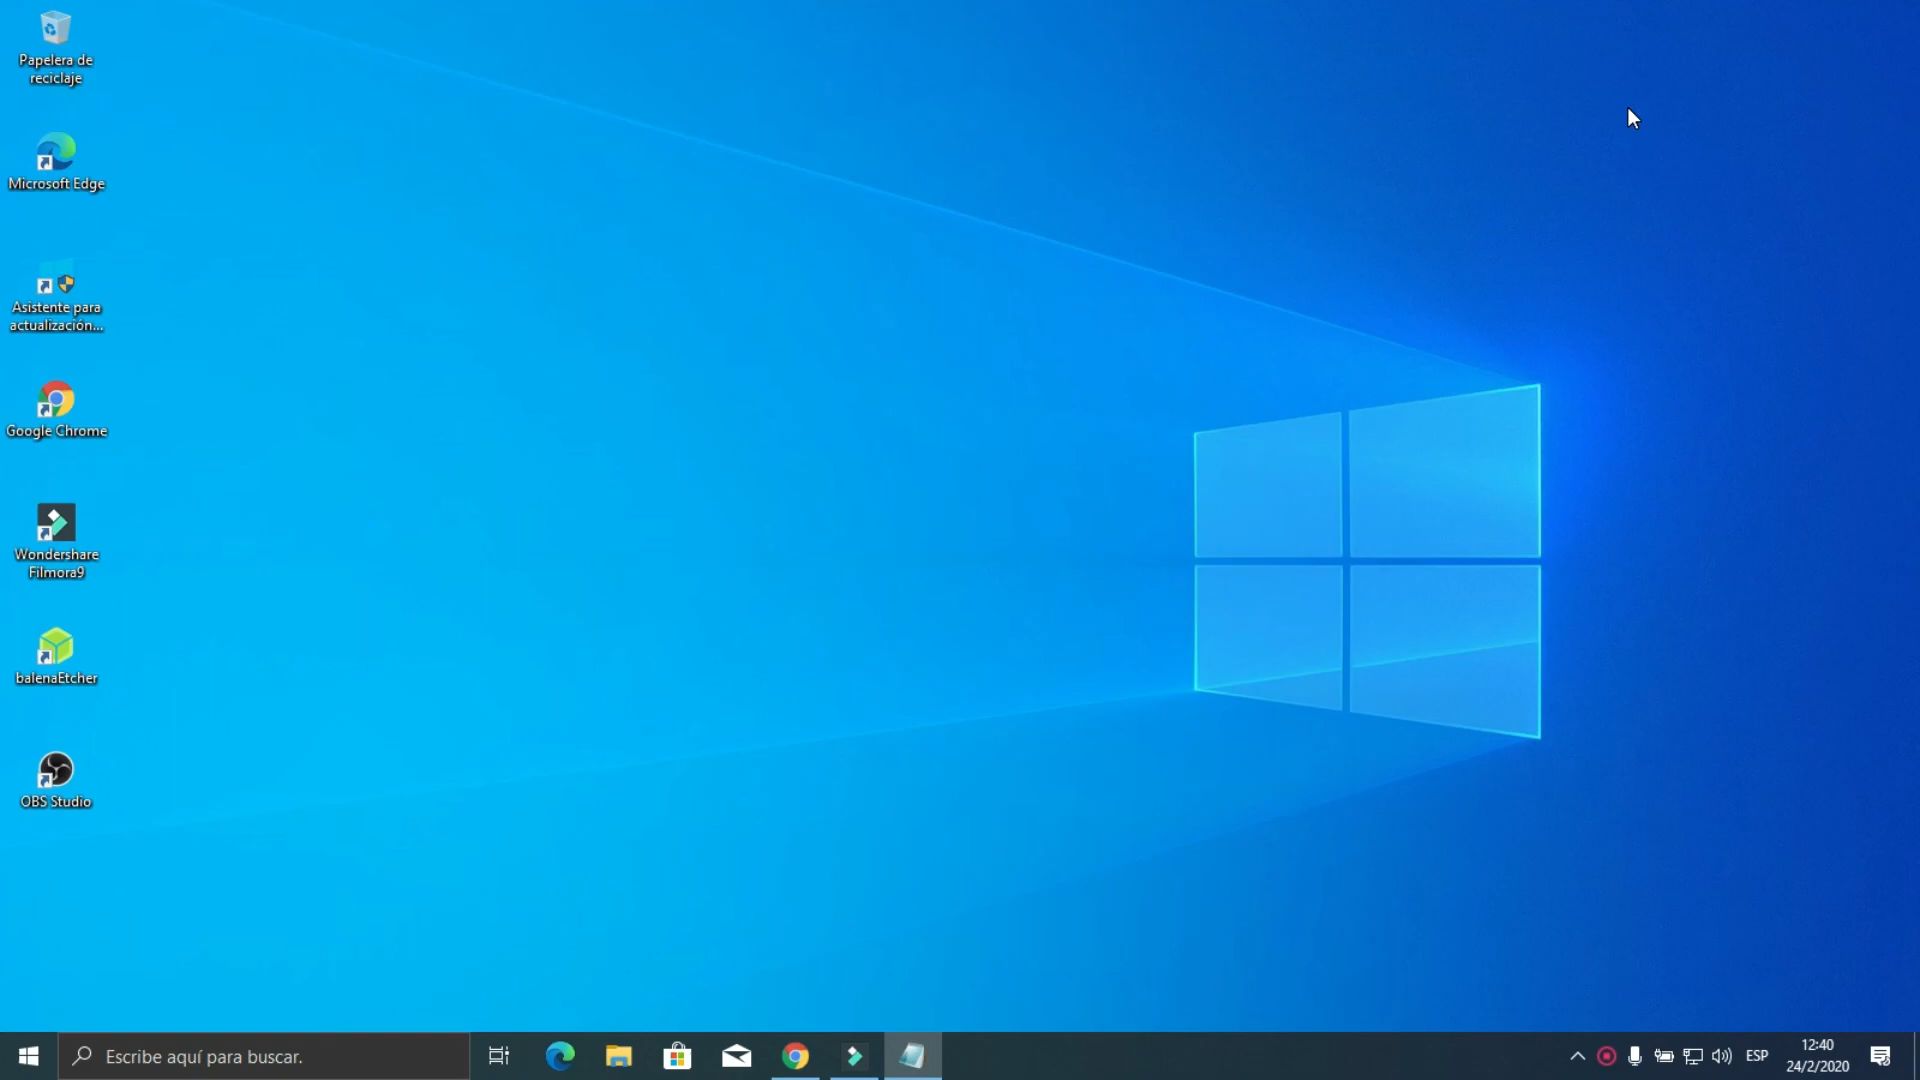 Papelera de
reciclaje
Microsoft Edge
Asistente para
actualización...
Google Chrome
Wondershare
Filmora9
balenaEtcher
OBS Studio
Escribe aquí para buscar.
ESP
12:40
24/2/2020